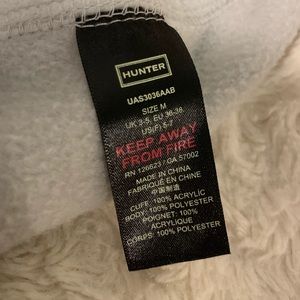 HUNTER
UAS3036AAB
SIZE M
UK 3-5, EU 36-38,
US(F) 5-7
KEEP AWAY
FROM FIRE
RN 126623 / CA 57002
MADE IN CHINA
FABRIQUÉ EN CHINE
中国制造
CUFF: 100% ACRYLIC
BODY: 100% POLYESTER
POIGNET: 100%
ACRYLIQUE
CORPS: 100% POLYESTER